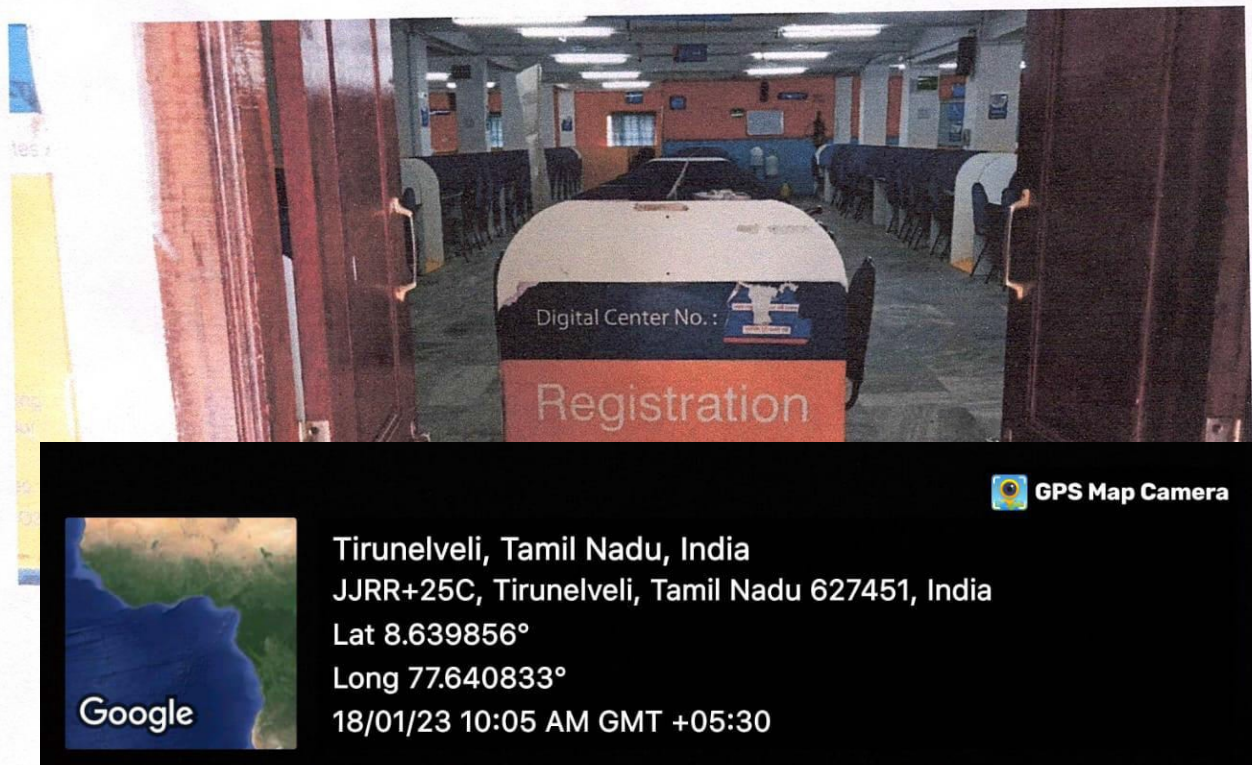 Digital Center No. :
Registration
GPS Map Camera
Tirunelveli, Tamil Nadu, India
JJRR+25C, Tirunelveli, Tamil Nadu 627451, India
Lat 8.639856°
Long 77.640833°
18/01/23 10:05 AM GMT +05:30
Google